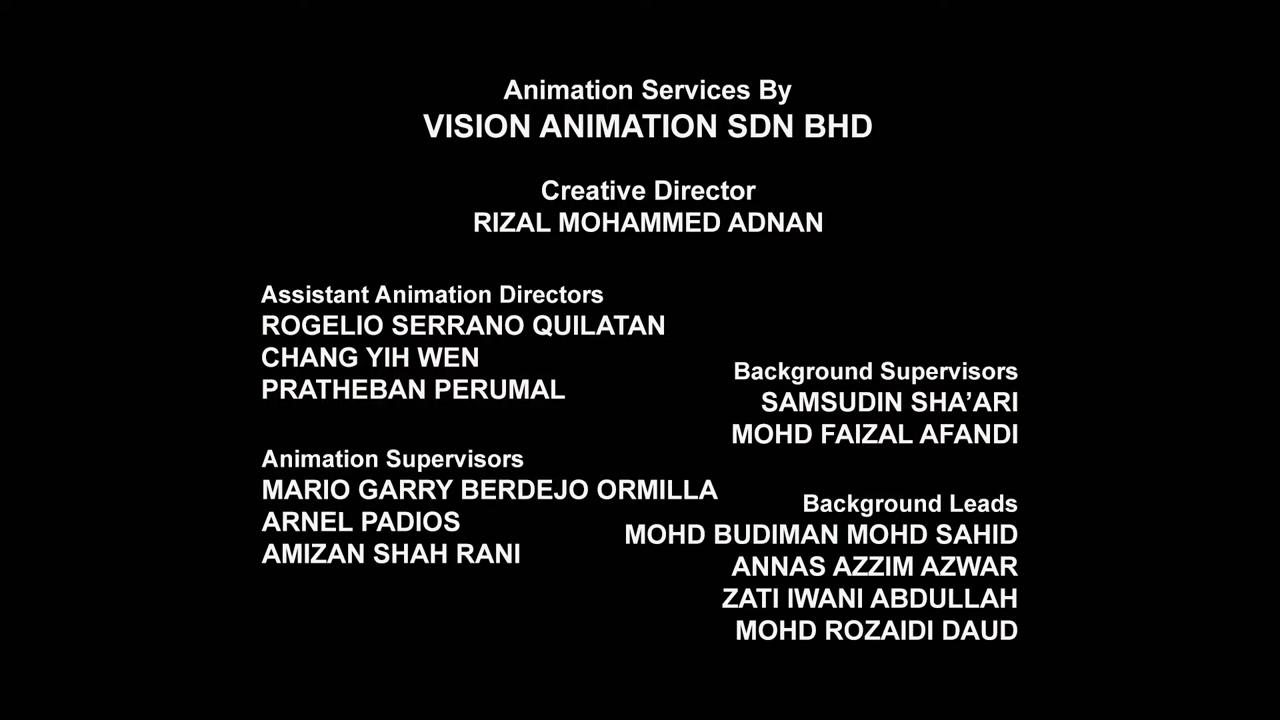 Animation Services By
VISION ANIMATION SDN BHD
Creative Director
RIZAL MOHAMMED ADNAN
Assistant Animation Directors
ROGELIO SERRANO QUILATAN
CHANG YIH WEN
PRATHEBAN PERUMAL
Animation Supervisors
MARIO GARRY BERDEJO ORMILLA
ARNEL PADIOS
AMIZAN SHAH RANI
Background Supervisors
SAMSUDIN SHA’ARI
MOHD FAIZAL AFANDI
Background Leads
MOHD BUDIMAN MOHD SAHID
ANNAS AZZIM AZWAR
ZATI IWANI ABDULLAH
MOHD ROZAIDI DAUD